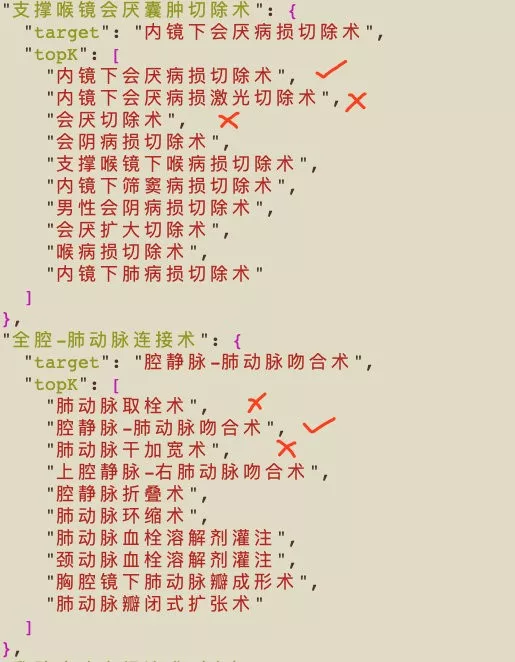 "支撑喉镜会厌囊肿切除术": {
"target": "内镜下会厌病损切除术",
"topK": [
"内镜下会厌病损切除术",
"内镜下会厌病损激光切除术",
"会厌切除术",
"会阴病损切除术",
"支撑喉镜下喉病损切除术",
"内镜下筛窦病损切除术",
"男性会阴病损切除术",
"会厌扩大切除术",
"喉病损切除术",
"内镜下肺病损切除术"
]
},
"全腔-肺动脉连接术": {
"target": "腔静脉-肺动脉吻合术",
"topK": [
"肺动脉取栓术",
"腔静脉-肺动脉吻合术",
"肺动脉干加宽术",
"上腔静脉-右肺动脉吻合术",
"腔静脉折叠术",
"肺动脉环缩术",
"肺动脉血栓溶解剂灌注",
"颈动脉血栓溶解剂灌注",
"胸腔镜下肺动脉瓣成形术",
"肺动脉瓣闭式扩张术"
]
},